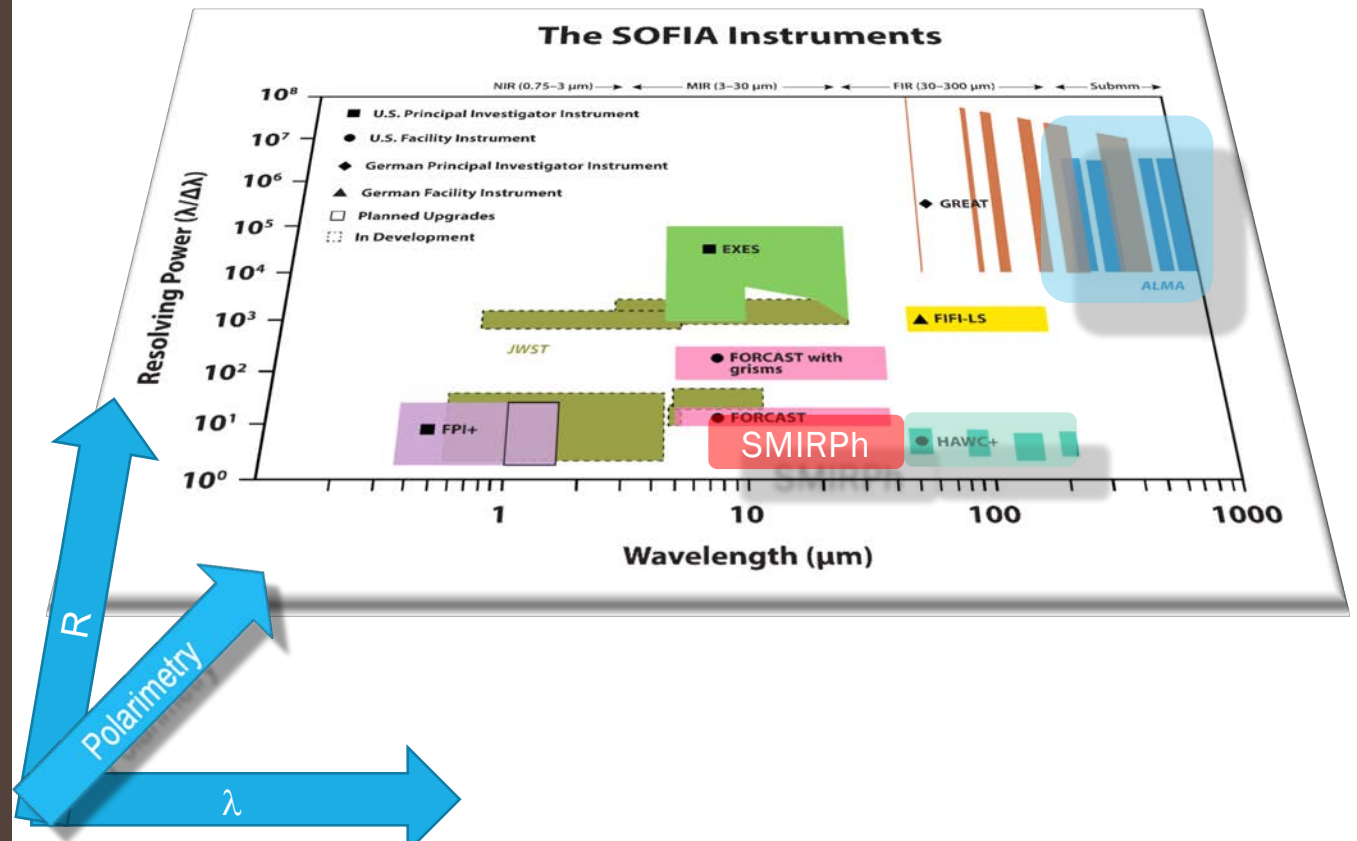 The SOFIA Instruments
NIR (0.75–3 μm)
MIR (3–30 μm)
FIR (30–300 μm)
Submm
10⁸
10⁷
10⁶
10⁵
10⁴
10³
10²
10¹
10⁰
Resolving Power (λ/Δλ)
U.S. Principal Investigator Instrument
U.S. Facility Instrument
German Principal Investigator Instrument
German Facility Instrument
Planned Upgrades
In Development
GREAT
EXES
ALMA
FIFI-LS
JWST
FORCAST with
grisms
FORCAST
FPI+
SMIRPh
HAWC+
1
10
100
1000
Wavelength (μm)
R
Polarimetry
λ